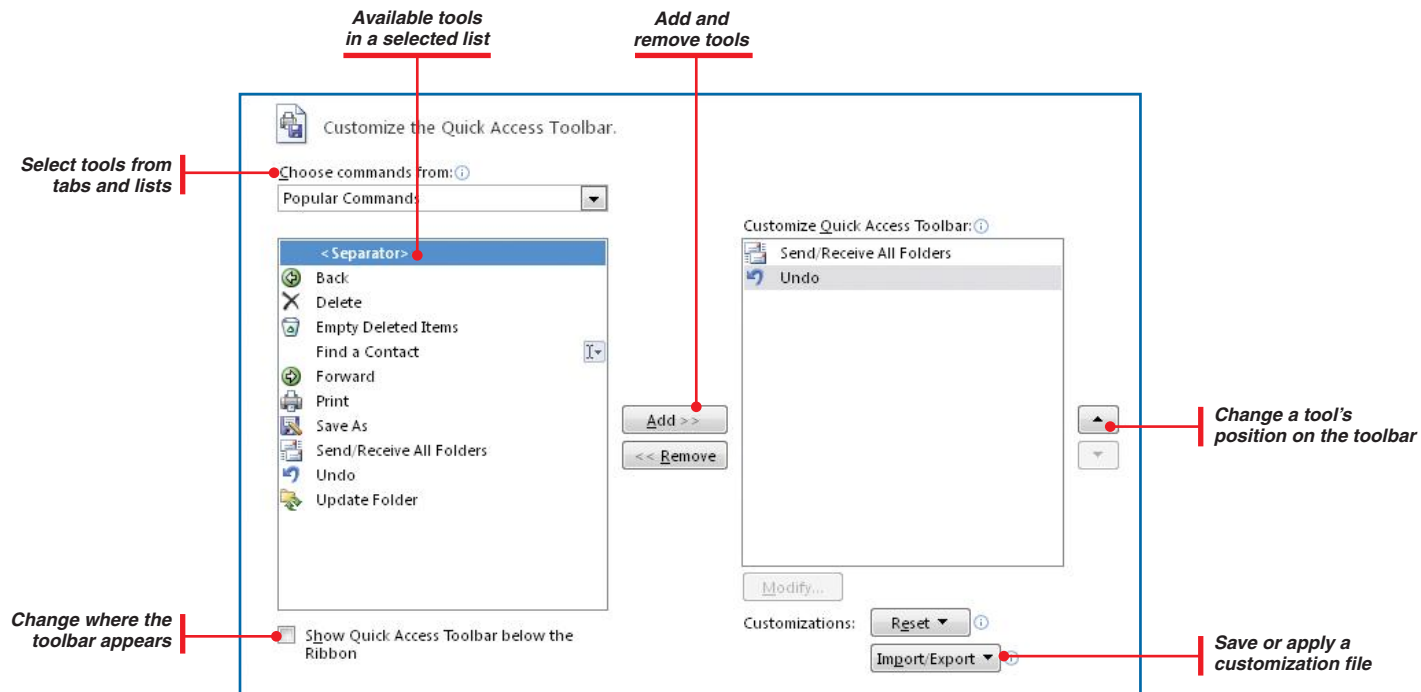 Available tools
in a selected list
Add and
remove tools
Customize the Quick Access Toolbar.
Select tools from
tabs and lists
Choose commands from:
Popular Commands
Customize Quick Access Toolbar:
<Separator>
Back
Delete
Empty Deleted Items
Find a Contact
Forward
Print
Save As
Send/Receive All Folders
Undo
Update Folder
Add >>
<< Remove
Send/Receive All Folders
Undo
Change a tool's
position on the toolbar
Modify...
Change where the
toolbar appears
Show Quick Access Toolbar below the
Ribbon
Customizations:
Reset
Import/Export
Save or apply a
customization file